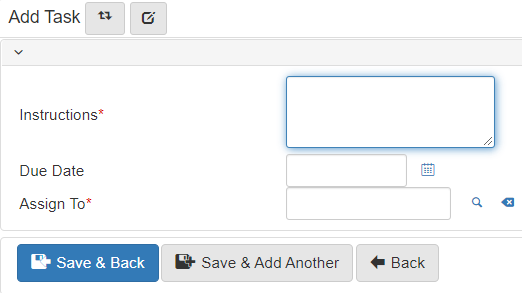 Add Task
Instructions*
Due Date
Assign To*
Save & Back Save & Add Another Back